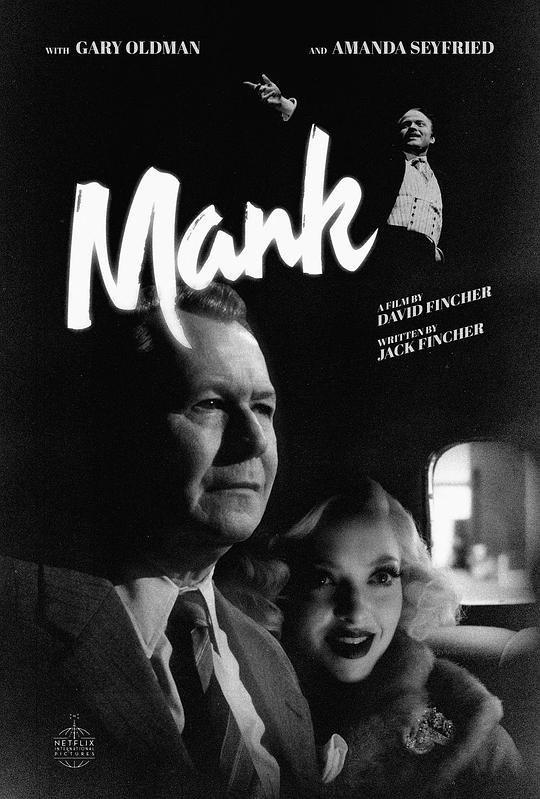 WITH GARY OLDMAN
AND AMANDA SEYFRIED
Mank
A FILM BY
DAVID FINCHER
WRITTEN BY
JACK FINCHER
NETFLIX
INTERNATIONAL
PICTURES